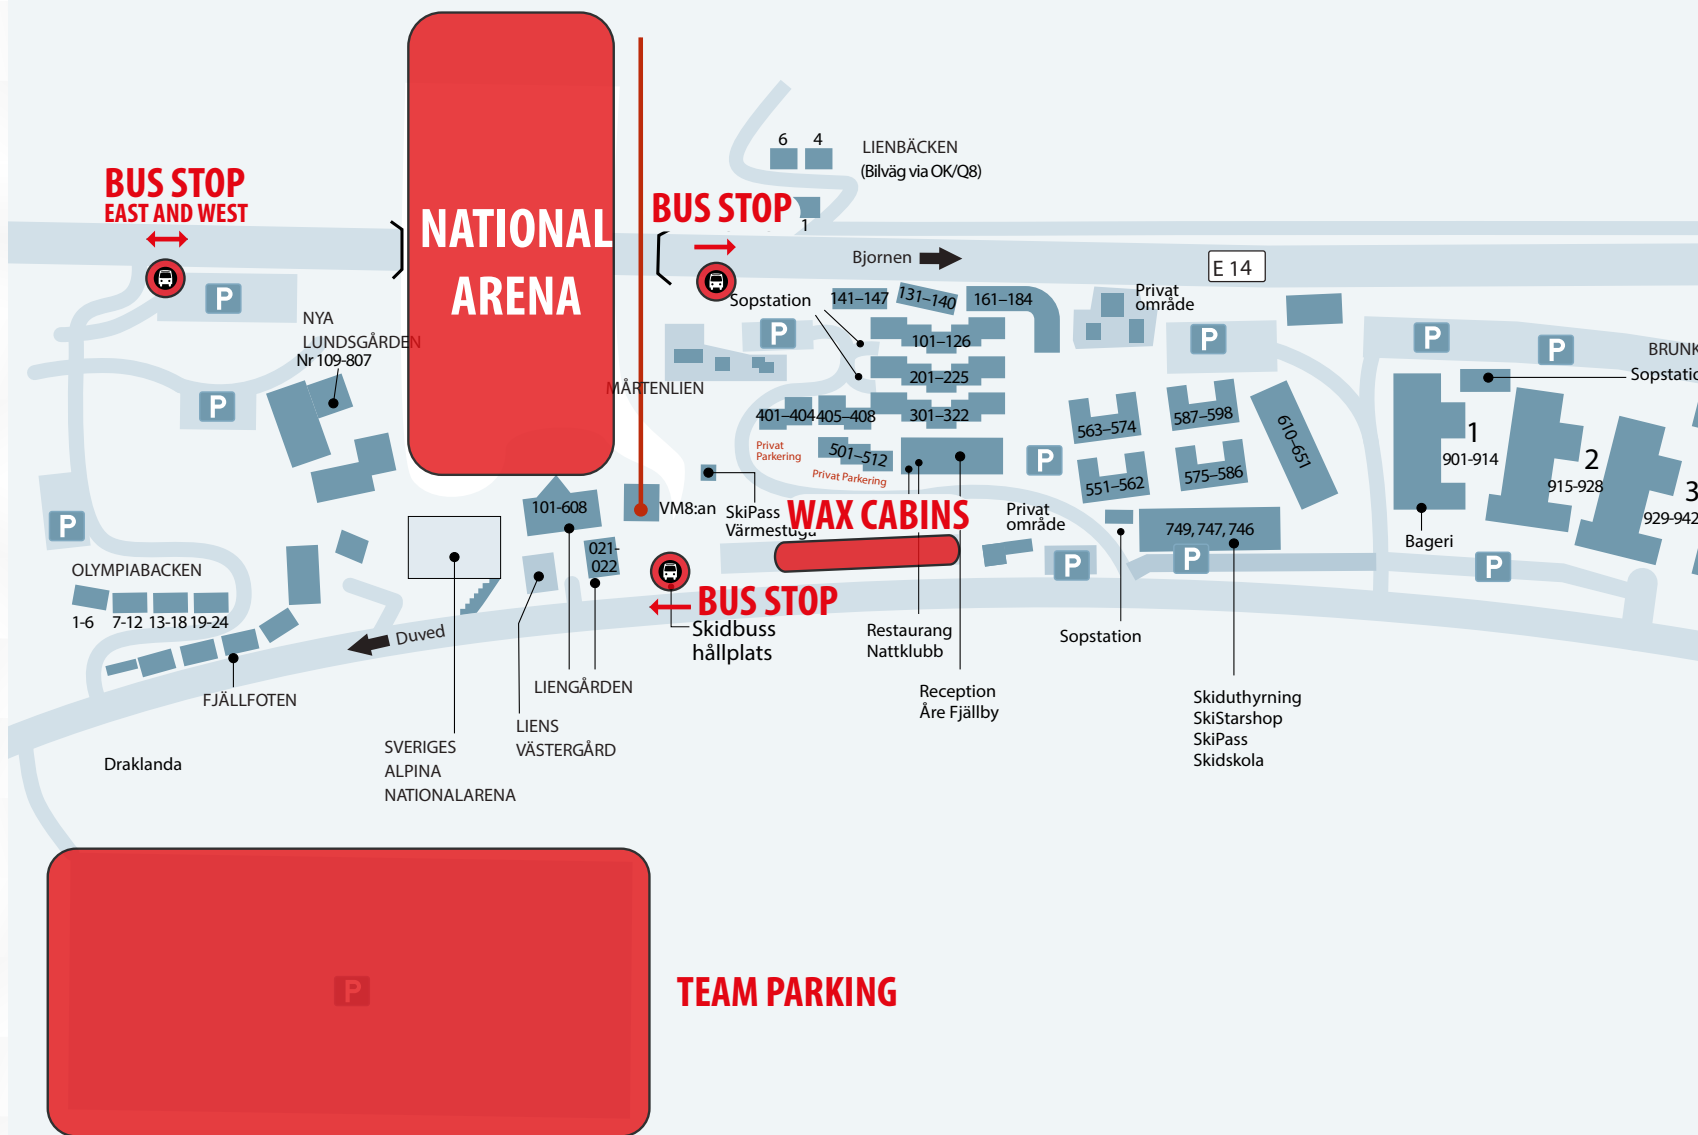 6 4
LIENBÄCKEN
(Bilväg via OK/Q8)
1
BUS STOP
EAST AND WEST
NATIONAL
ARENA
BUS STOP
Bjornen
E 14
P
NYA
LUNDSGÅRDEN
Nr 109-807
P
P
OLYMPIABACKEN
1-6 7-12 13-18 19-24
FJÄLLFOTEN
Duved
Draklanda
Sopstation
141–147
131–140
161–184
P
101–126
201–225
301–322
MÅRTENLIEN
401–404
405–408
Privat
Parkering
501–512
Privat Parkering
Privat
område
P
P
P
BRUNK
Sopstatio
563–574
587–598
551–562
575–586
610–651
P
1
901-914
2
915-928
3
929-942
Bageri
101-608
021-
022
VM8:an
SkiPass
Värmestuga
WAX CABINS
Privat
område
P
749, 747, 746
P
P
BUS STOP
Skidbuss
hållplats
Restaurang
Nattklubb
Sopstation
Reception
Åre Fjällby
Skiduthyrning
SkiStarshop
SkiPass
Skidskola
LIENGÅRDEN
LIENS
VÄSTERGÅRD
SVERIGES
ALPINA
NATIONALARENA
P
TEAM PARKING